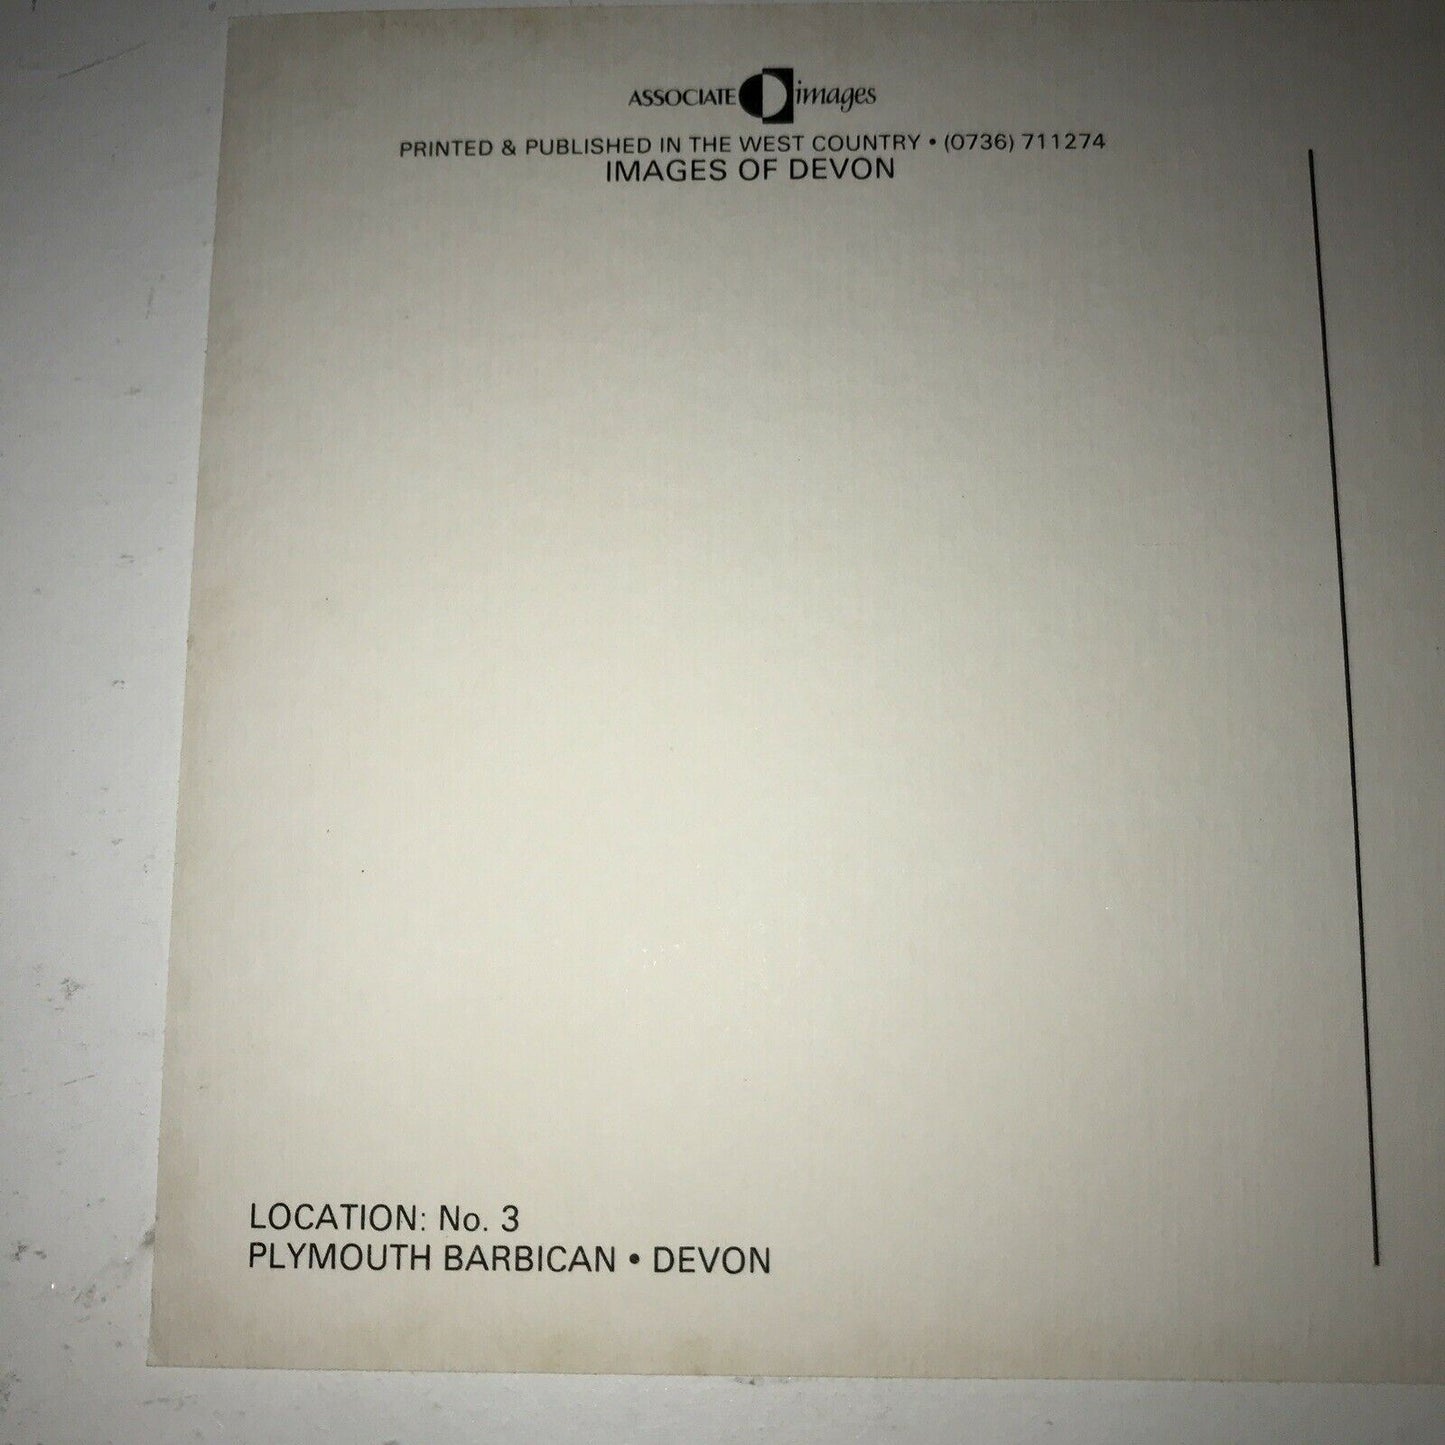 ASSOCIATE images
PRINTED & PUBLISHED IN THE WEST COUNTRY • (0736) 711274
IMAGES OF DEVON
LOCATION: No. 3
PLYMOUTH BARBICAN • DEVON